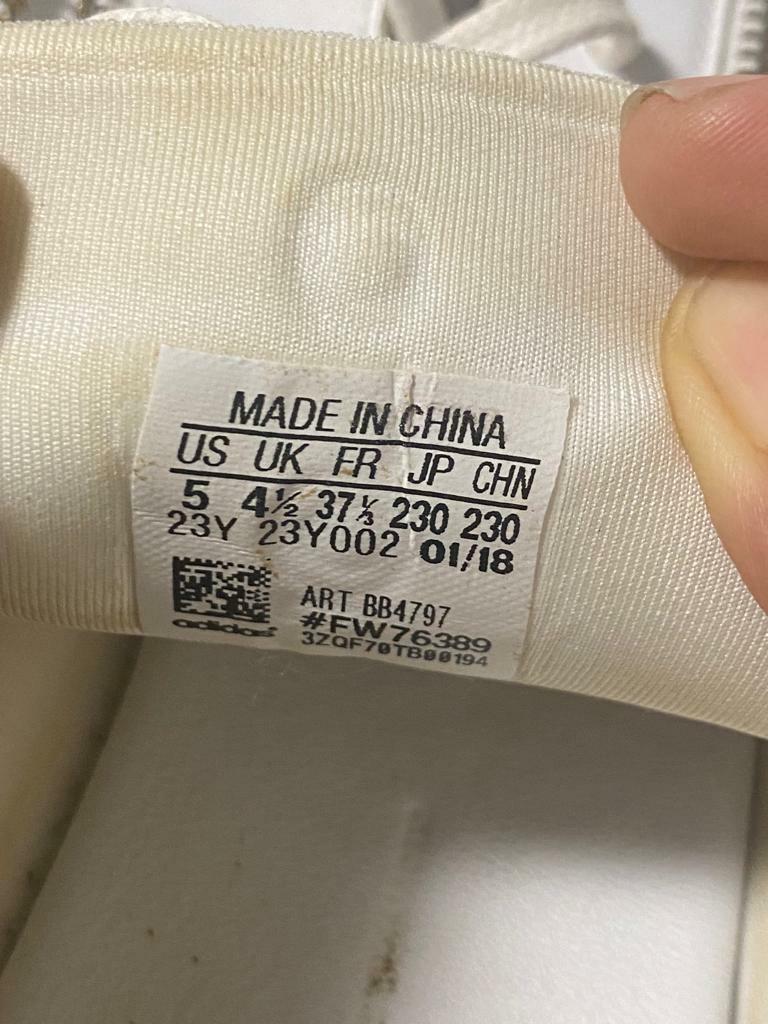 MADE IN CHINA
US UK FR JP CHN
5 4½ 37⅓ 230 230
23Y 23Y002 01/18
ART BB4797
#FW76389
adidas
3ZQF70TB00194